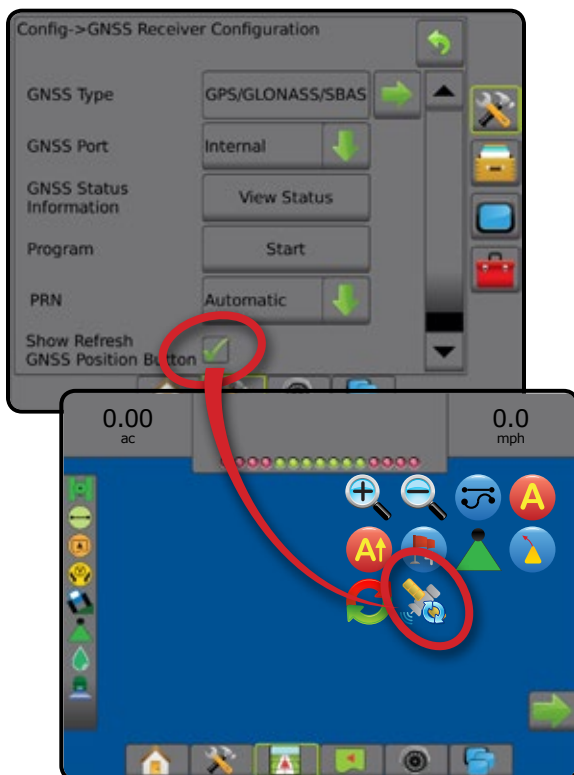 Config->GNSS Receiver Configuration
GNSS Type
GPS/GLONASS/SBAS
GNSS Port
Internal
GNSS Status
Information
View Status
Program
Start
PRN
Automatic
Show Refresh
GNSS Position Button
0.00
ac
0.0
mph
A
A